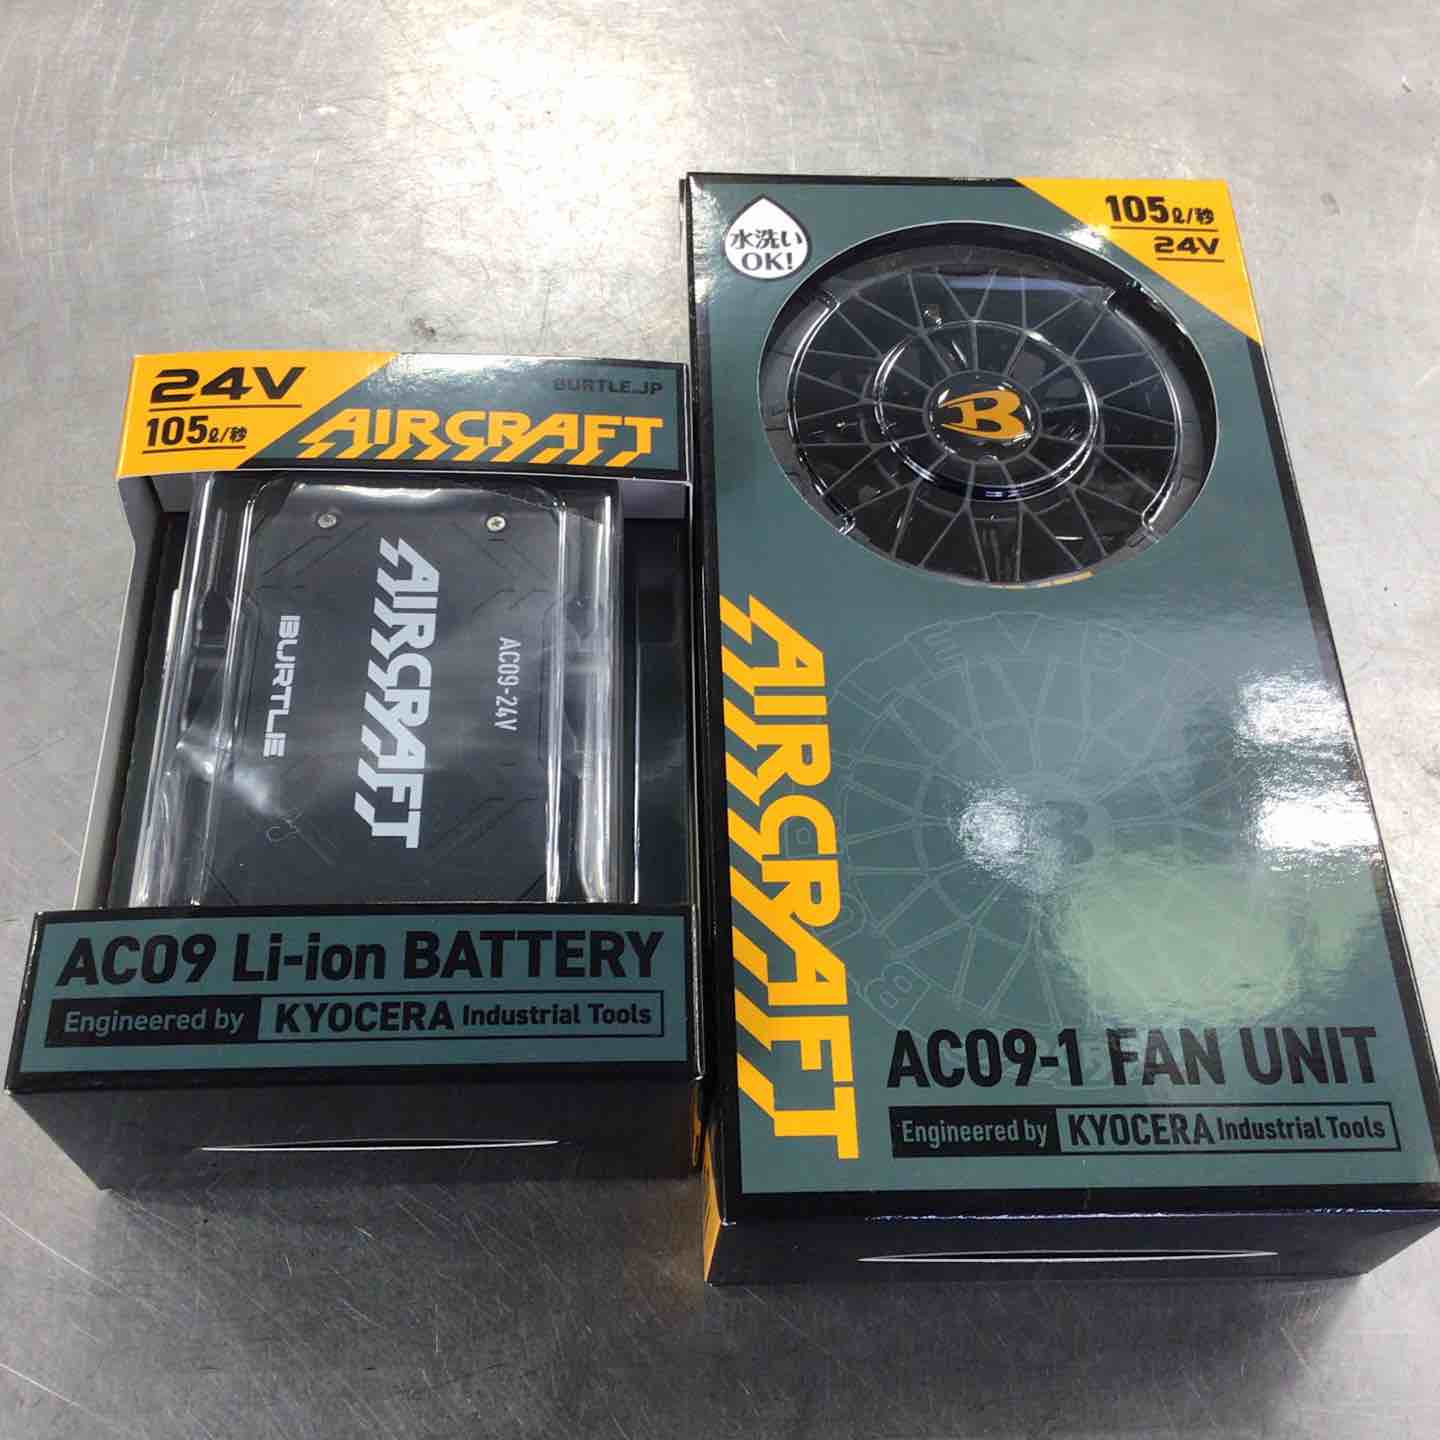 24V
105ℓ/秒
BURTLE.JP
AIRCRAFT
AC09-24V
AIRCRAFT
BURTLE
AC09 Li-ion BATTERY
Engineered by KYOCERA Industrial Tools
水洗い
OK!
105ℓ/秒
24V
B
AIRCRAFT
AC09-1 FAN UNIT
Engineered by KYOCERA Industrial Tools